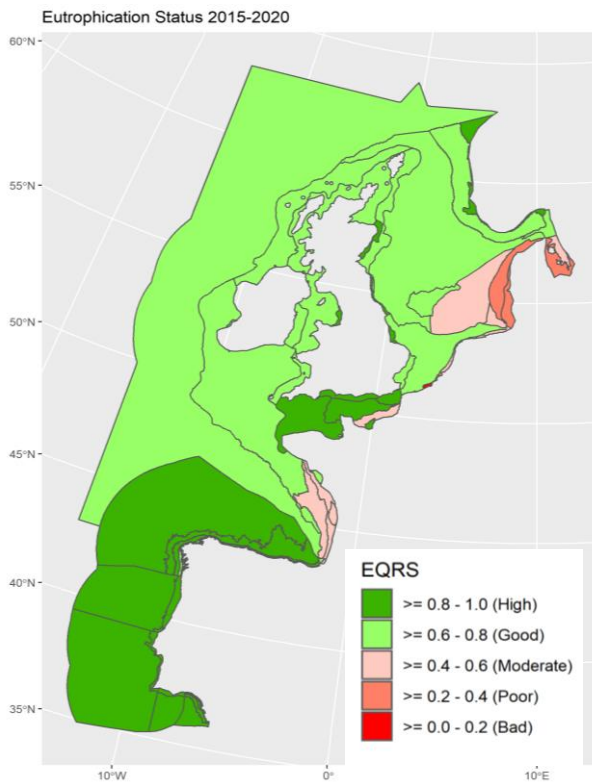 Eutrophication Status 2015-2020
60°N
55°N
50°N
45°N
40°N
35°N
10°W
0°
10°E
EQRS
>= 0.8 - 1.0 (High)
>= 0.6 - 0.8 (Good)
>= 0.4 - 0.6 (Moderate)
>= 0.2 - 0.4 (Poor)
>= 0.0 - 0.2 (Bad)